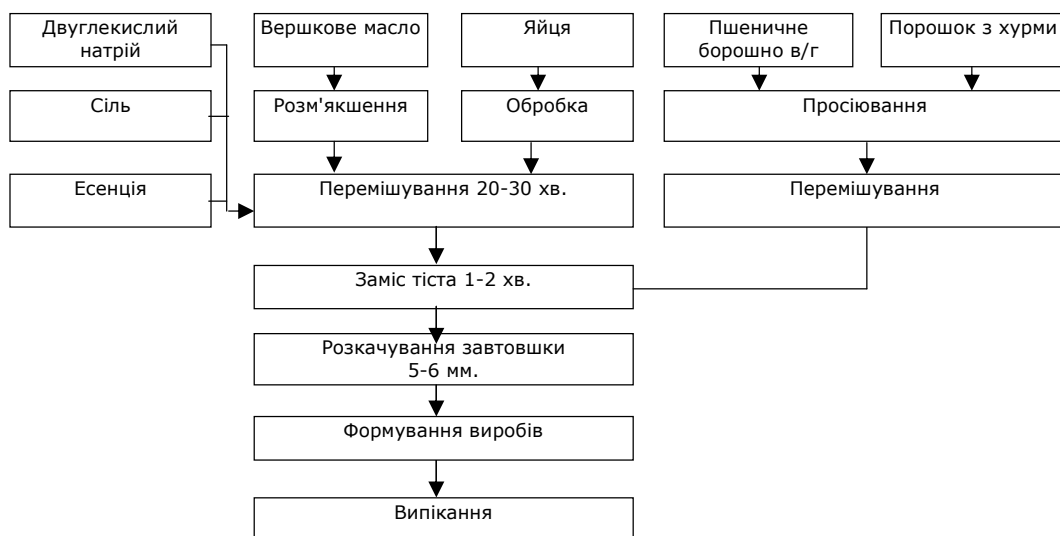 Двуглекислий
натрій
Вершкове масло
Яйця
Пшеничне
борошно в/г
Порошок з хурми
Сіль
Розм'якшення
Обробка
Просіювання
Есенція
Перемішування 20-30 хв.
Перемішування
Заміс тіста 1-2 хв.
Розкачування завтовшки
5-6 мм.
Формування виробів
Випікання